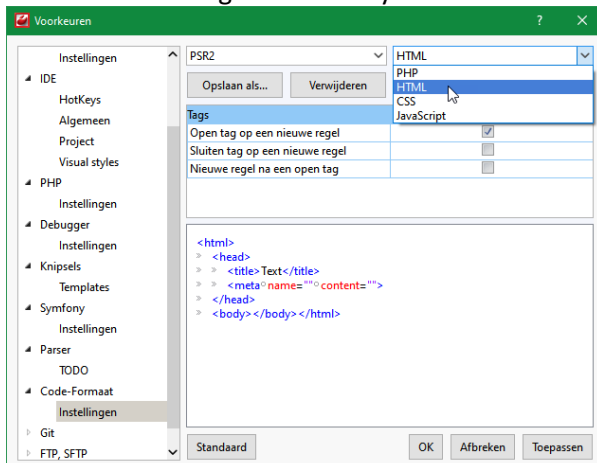 Voorkeuren
Instellingen
IDE
HotKeys
Algemeen
Project
Visual styles
PHP
Instellingen
Debugger
Instellingen
Knipsels
Templates
Symfony
Instellingen
Parser
TODO
Code-Formaat
Instellingen
Git
FTP, SFTP
PSR2
HTML
PHP
HTML
CSS
JavaScript
Opslaan als...
Verwijderen
Tags
Open tag op een nieuwe regel
Sluiten tag op een nieuwe regel
Nieuwe regel na een open tag
<html>
<head>
<title>Text</title>
<meta name="" content="">
</head>
<body></body></html>
Standaard
OK
Afbreken
Toepassen